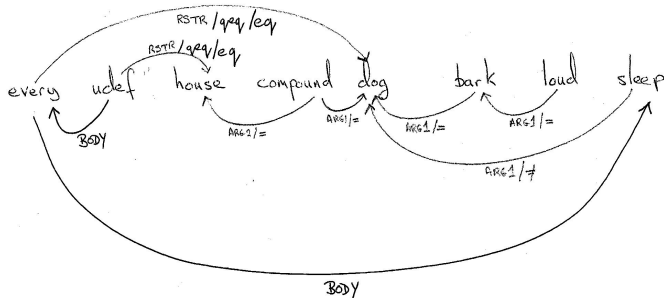 RSTR/qeq/eq
RSTR/qeq/eq
every udef house compound dog bark loud sleep
BODY
ARG2/=
ARG1/=
ARG1/=
ARG1/=
ARG1/≠
BODY